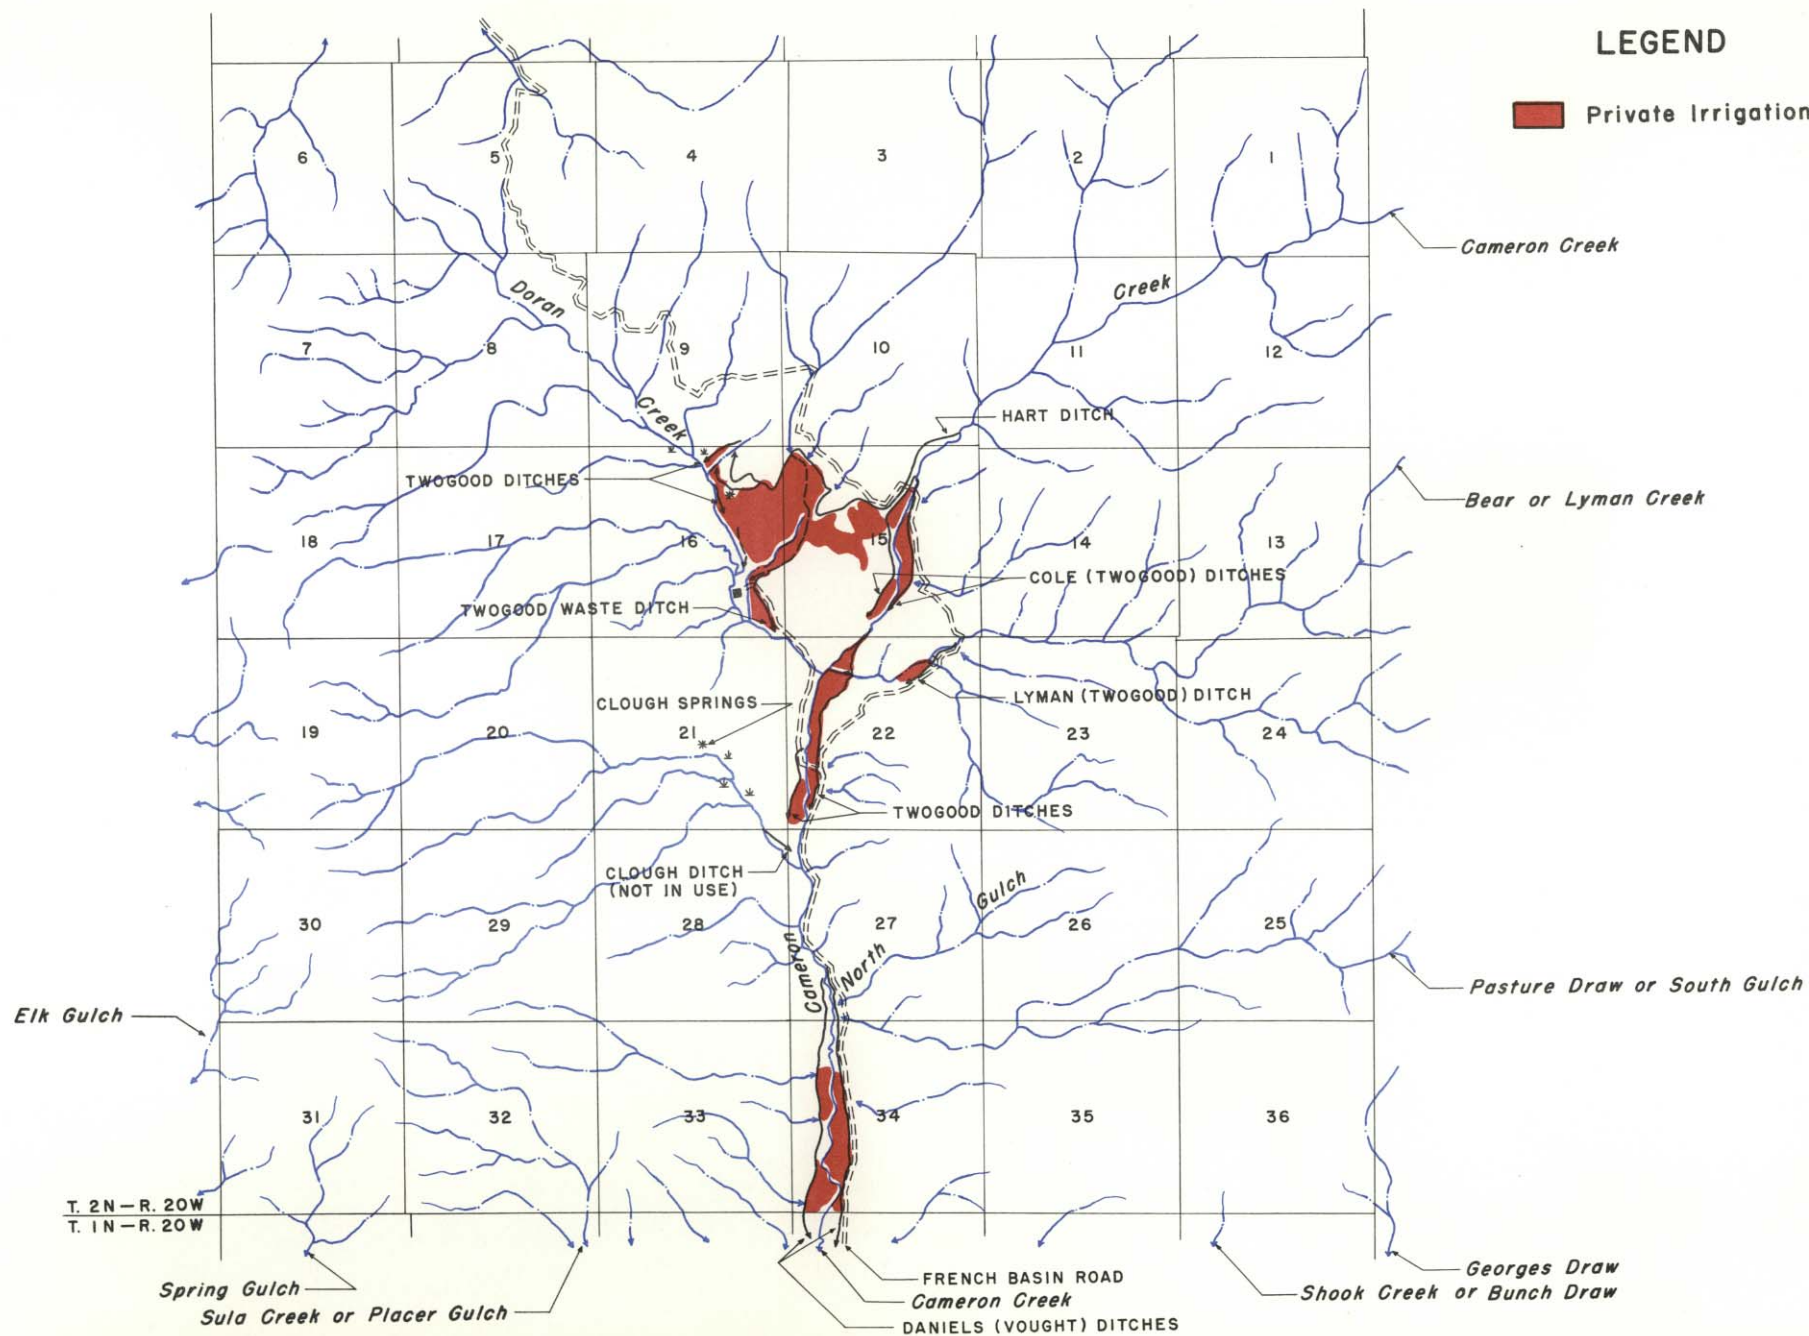 LEGEND
Private Irrigation
6
5
4
3
2
1
Cameron Creek
Doran
Creek
7
8
9
10
11
12
Creek
HART DITCH
TWOGOOD DITCHES
Bear or Lyman Creek
18
17
16
15
14
13
COLE (TWOGOOD) DITCHES
TWOGOOD WASTE DITCH
LYMAN (TWOGOOD) DITCH
CLOUGH SPRINGS
19
20
21
22
23
24
TWOGOOD DITCHES
CLOUGH DITCH
(NOT IN USE)
Gulch
30
29
28
27
26
25
Cameron
North
Pasture Draw or South Gulch
Elk Gulch
31
32
33
34
35
36
T. 2N–R. 20W
T. 1N–R. 20W
Spring Gulch
Sula Creek or Placer Gulch
FRENCH BASIN ROAD
Cameron Creek
DANIELS (VOUGHT) DITCHES
Georges Draw
Shook Creek or Bunch Draw